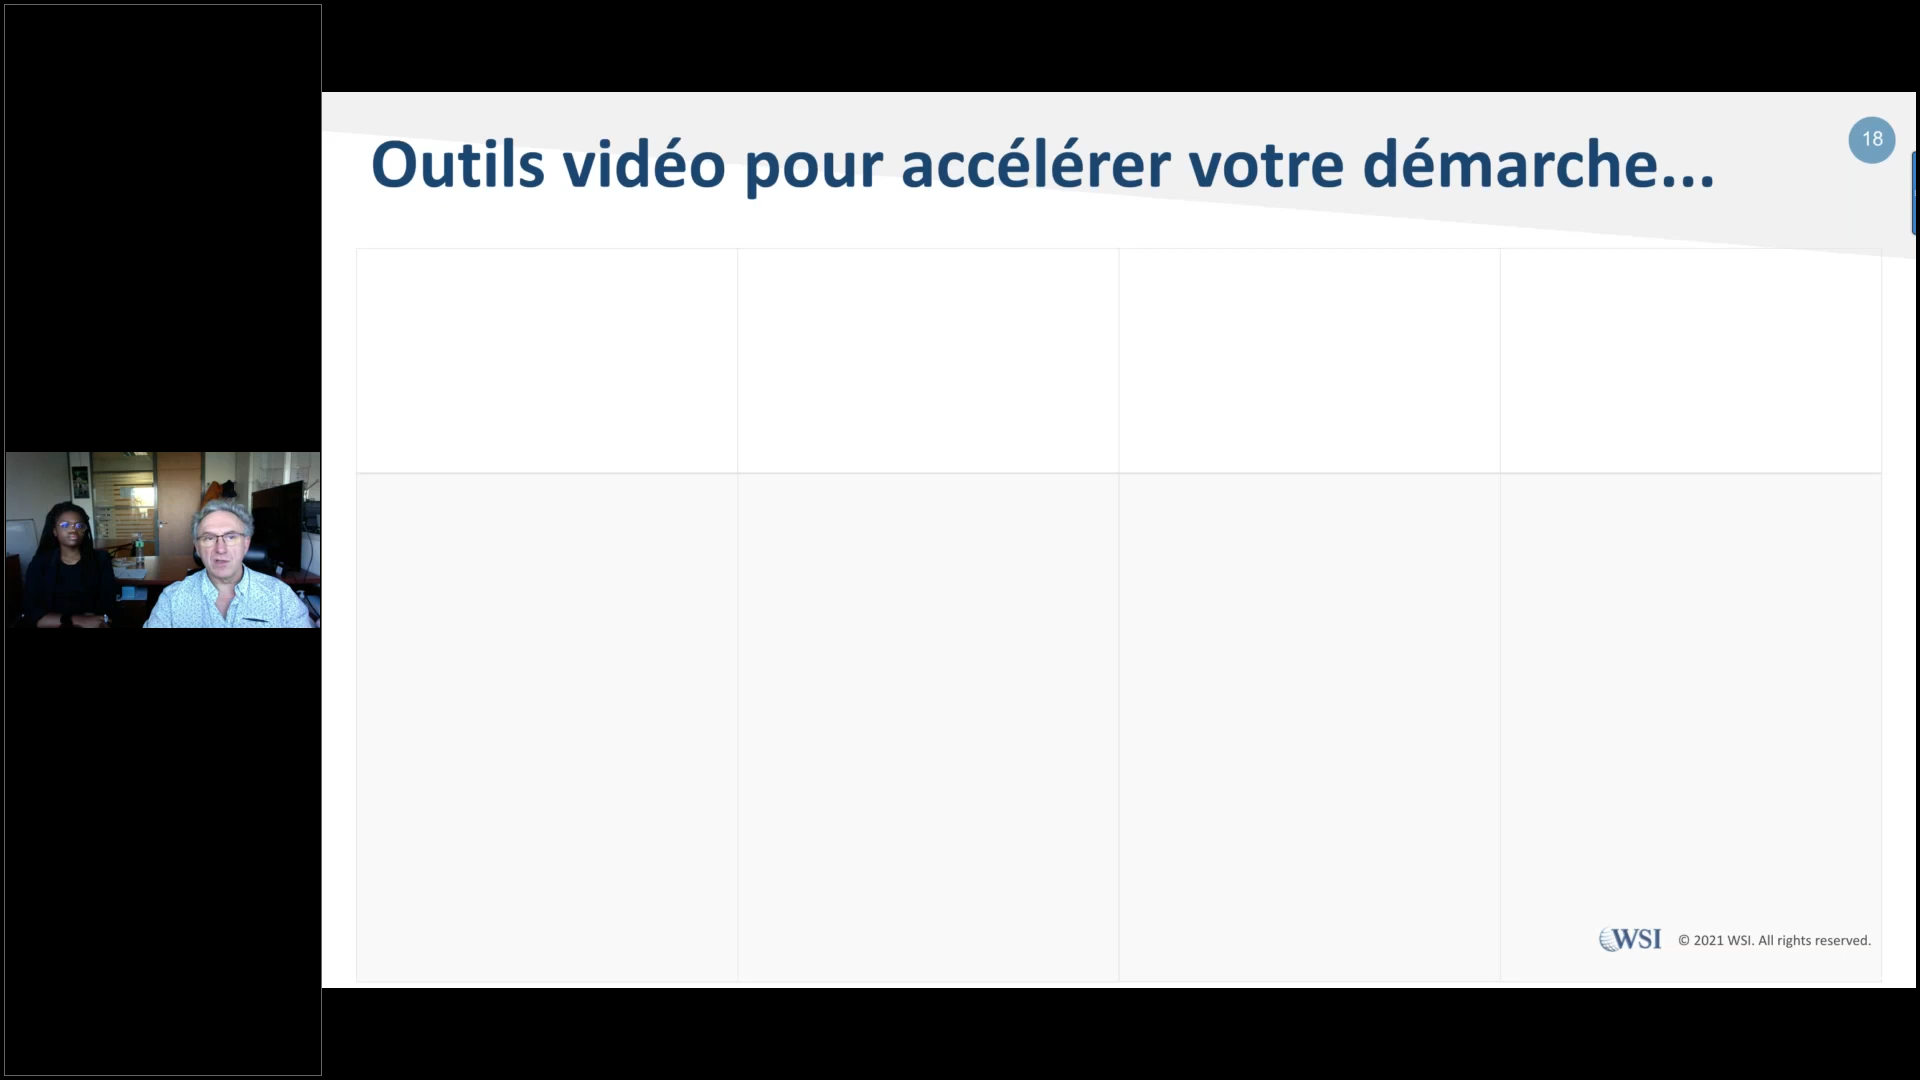 Outils vidéo pour accélérer votre démarche...
18
WSI © 2021 WSI. All rights reserved.